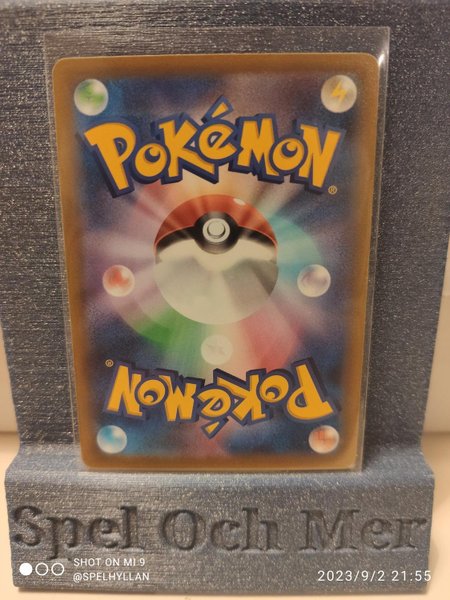 POKéMON®
POKéMON®
Spel Och Mer
SHOT ON MI 9
@SPELHYLLAN
2023/9/2 21:55